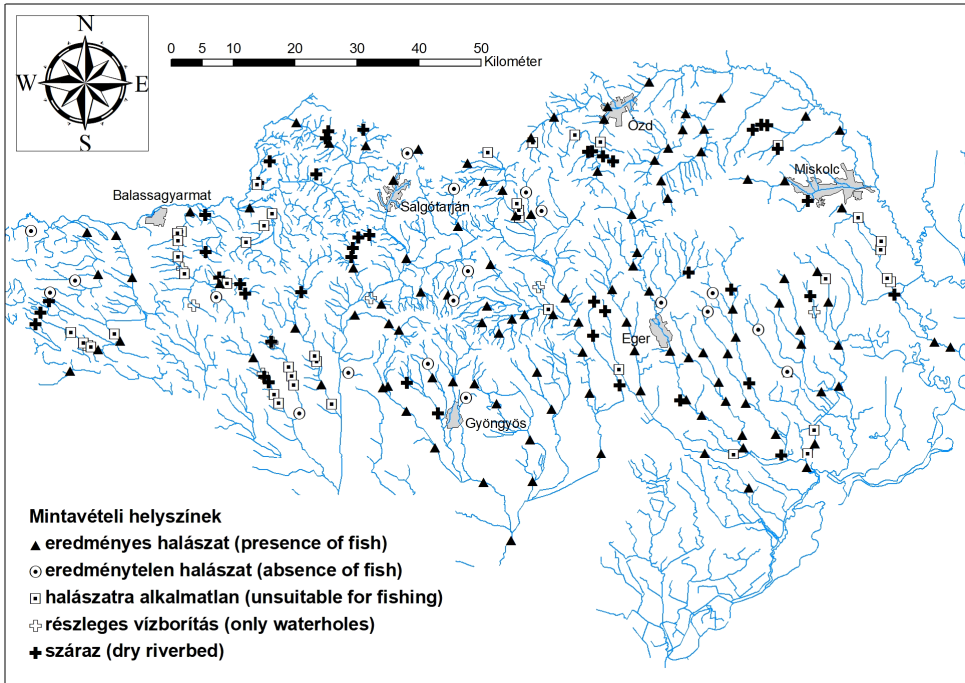 N
W E
S
0 5 10 20 30 40 50
Kilométer
Ózd
Miskolc
Balassagyarmat
Salgótarján
Eger
Gyöngyös
Mintavételi helyszínek
eredményes halászat (presence of fish)
eredménytelen halászat (absence of fish)
halászatra alkalmatlan (unsuitable for fishing)
részleges vízborítás (only waterholes)
száraz (dry riverbed)